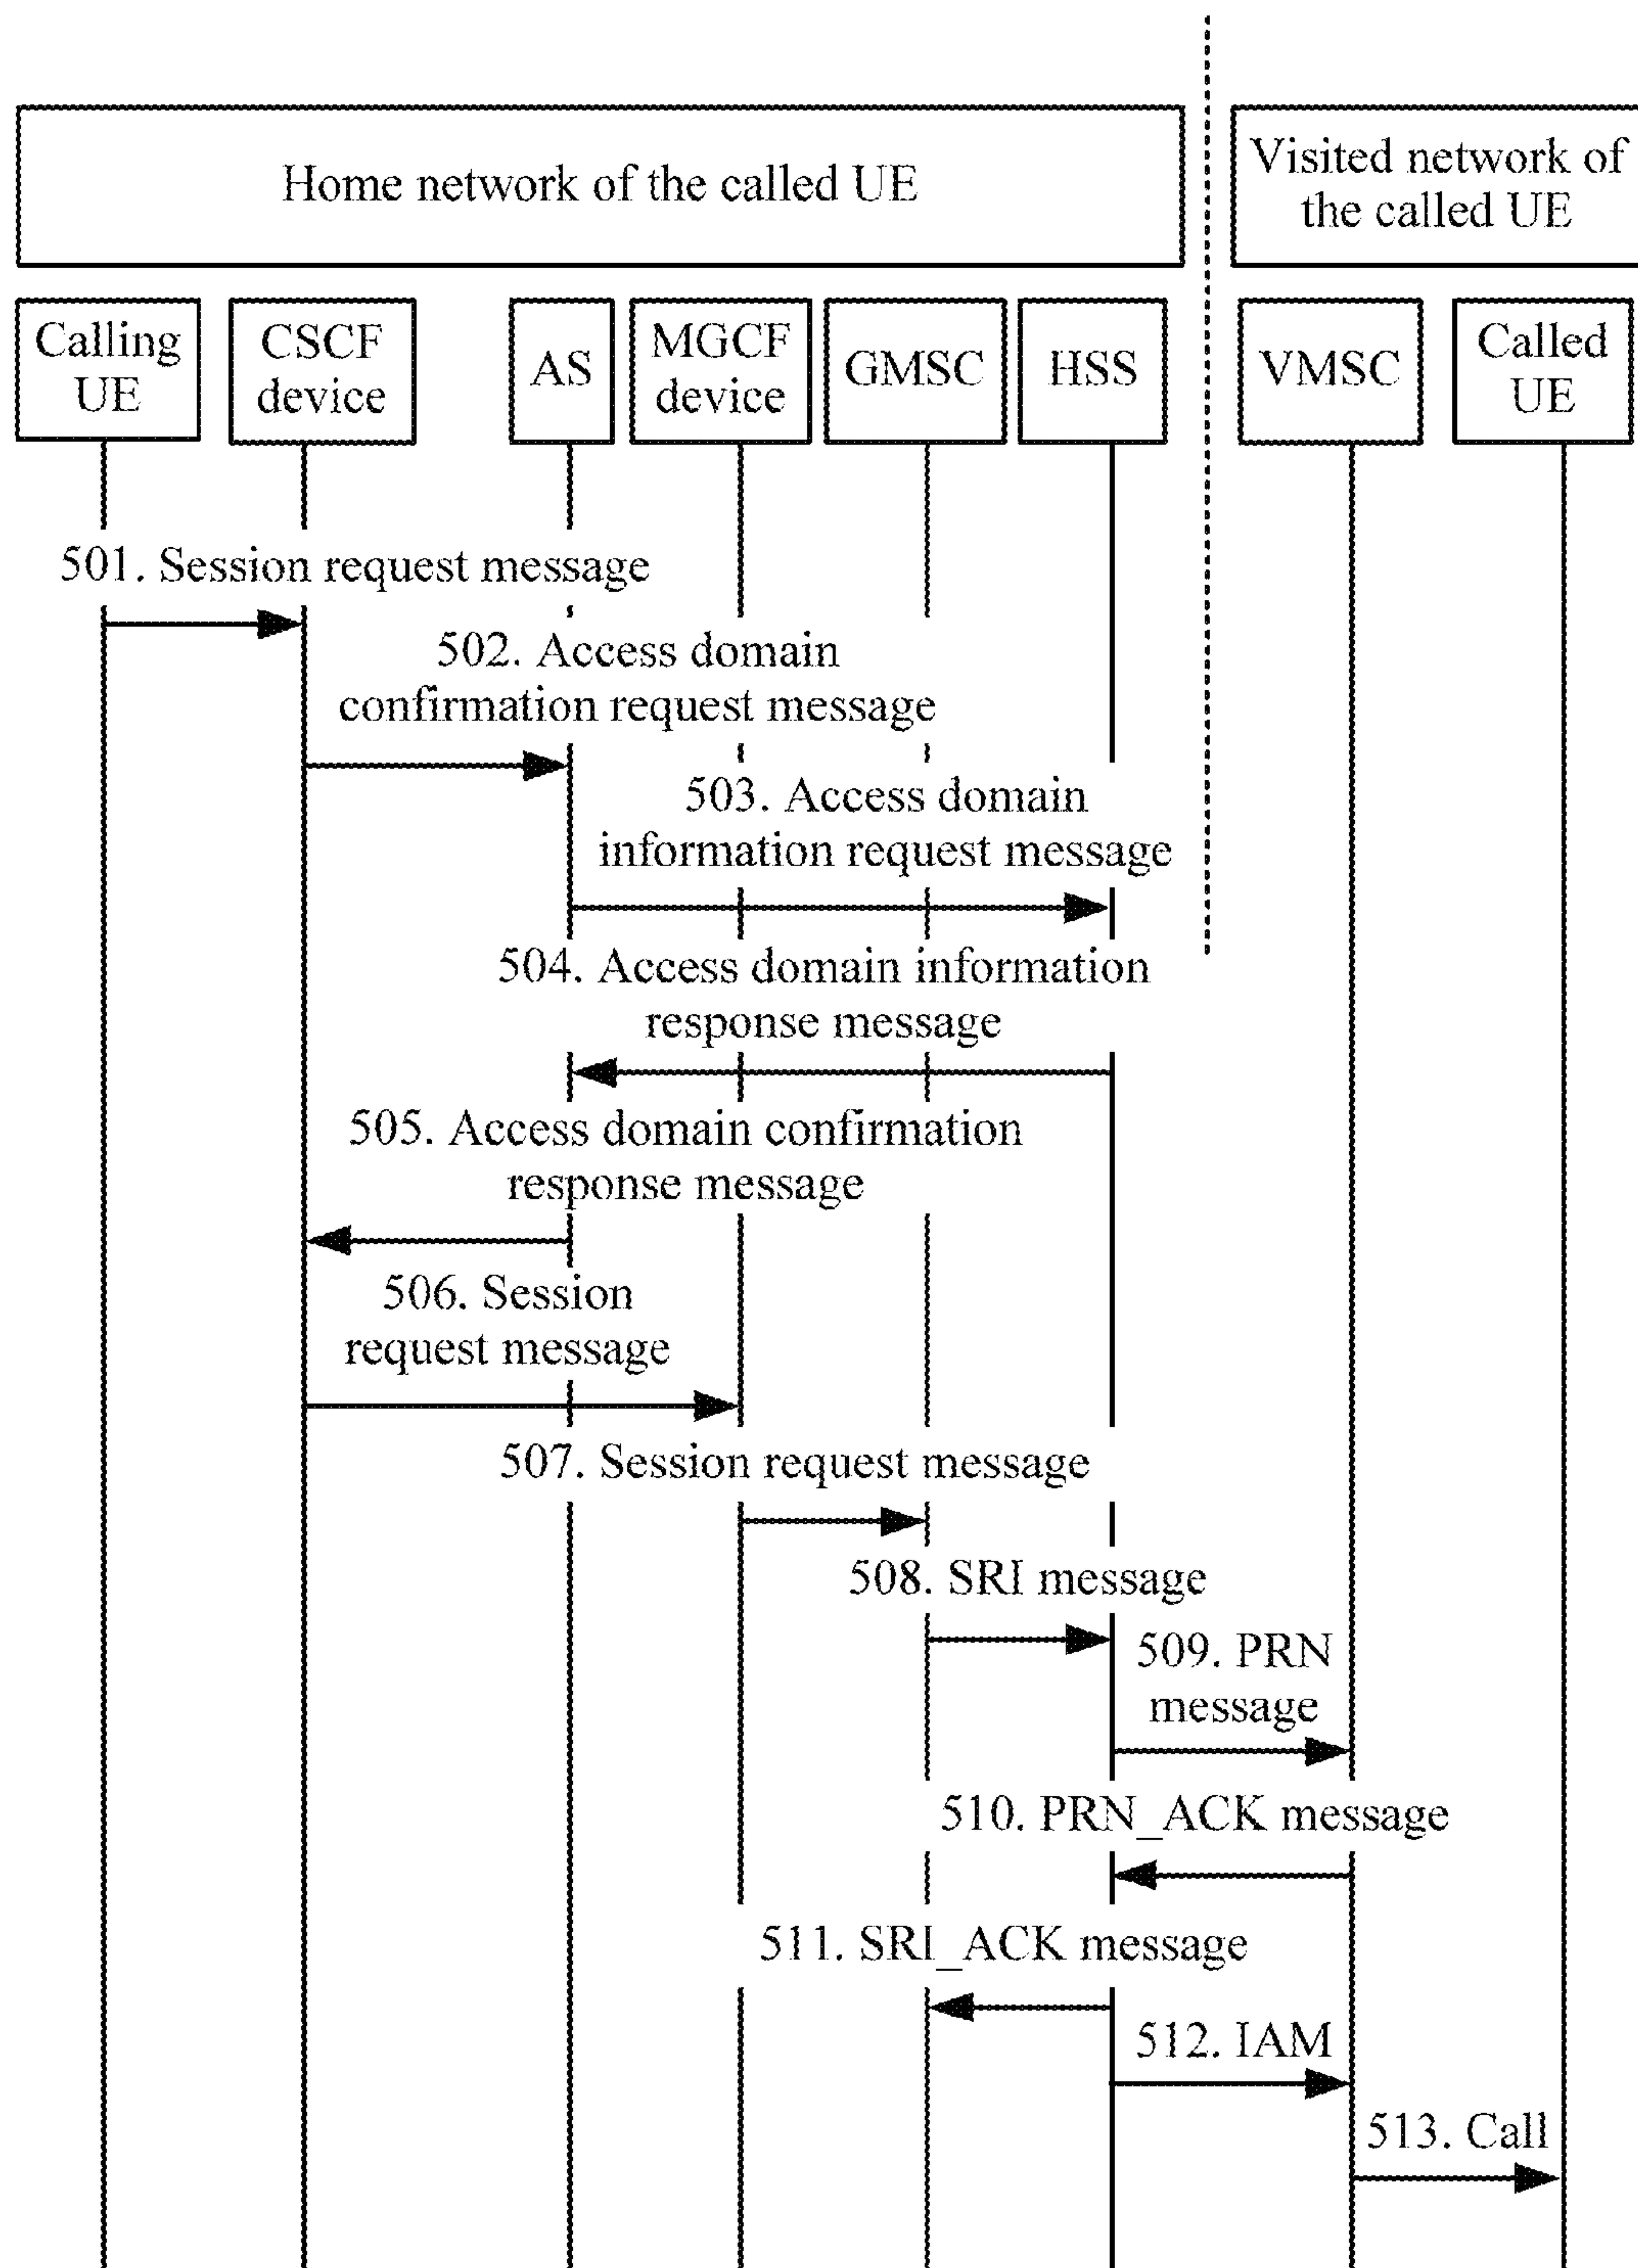 Home network of the called UE
Visited network of
the called UE
Calling
UE
CSCF
device
AS
MGCF
device
GMSC
HSS
VMSC
Called
UE
501. Session request message
502. Access domain
confirmation request message
503. Access domain
information request message
504. Access domain information
response message
505. Access domain confirmation
response message
506. Session
request message
507. Session request message
508. SRI message
509. PRN
message
510. PRN_ACK message
511. SRI_ACK message
512. IAM
513. Call